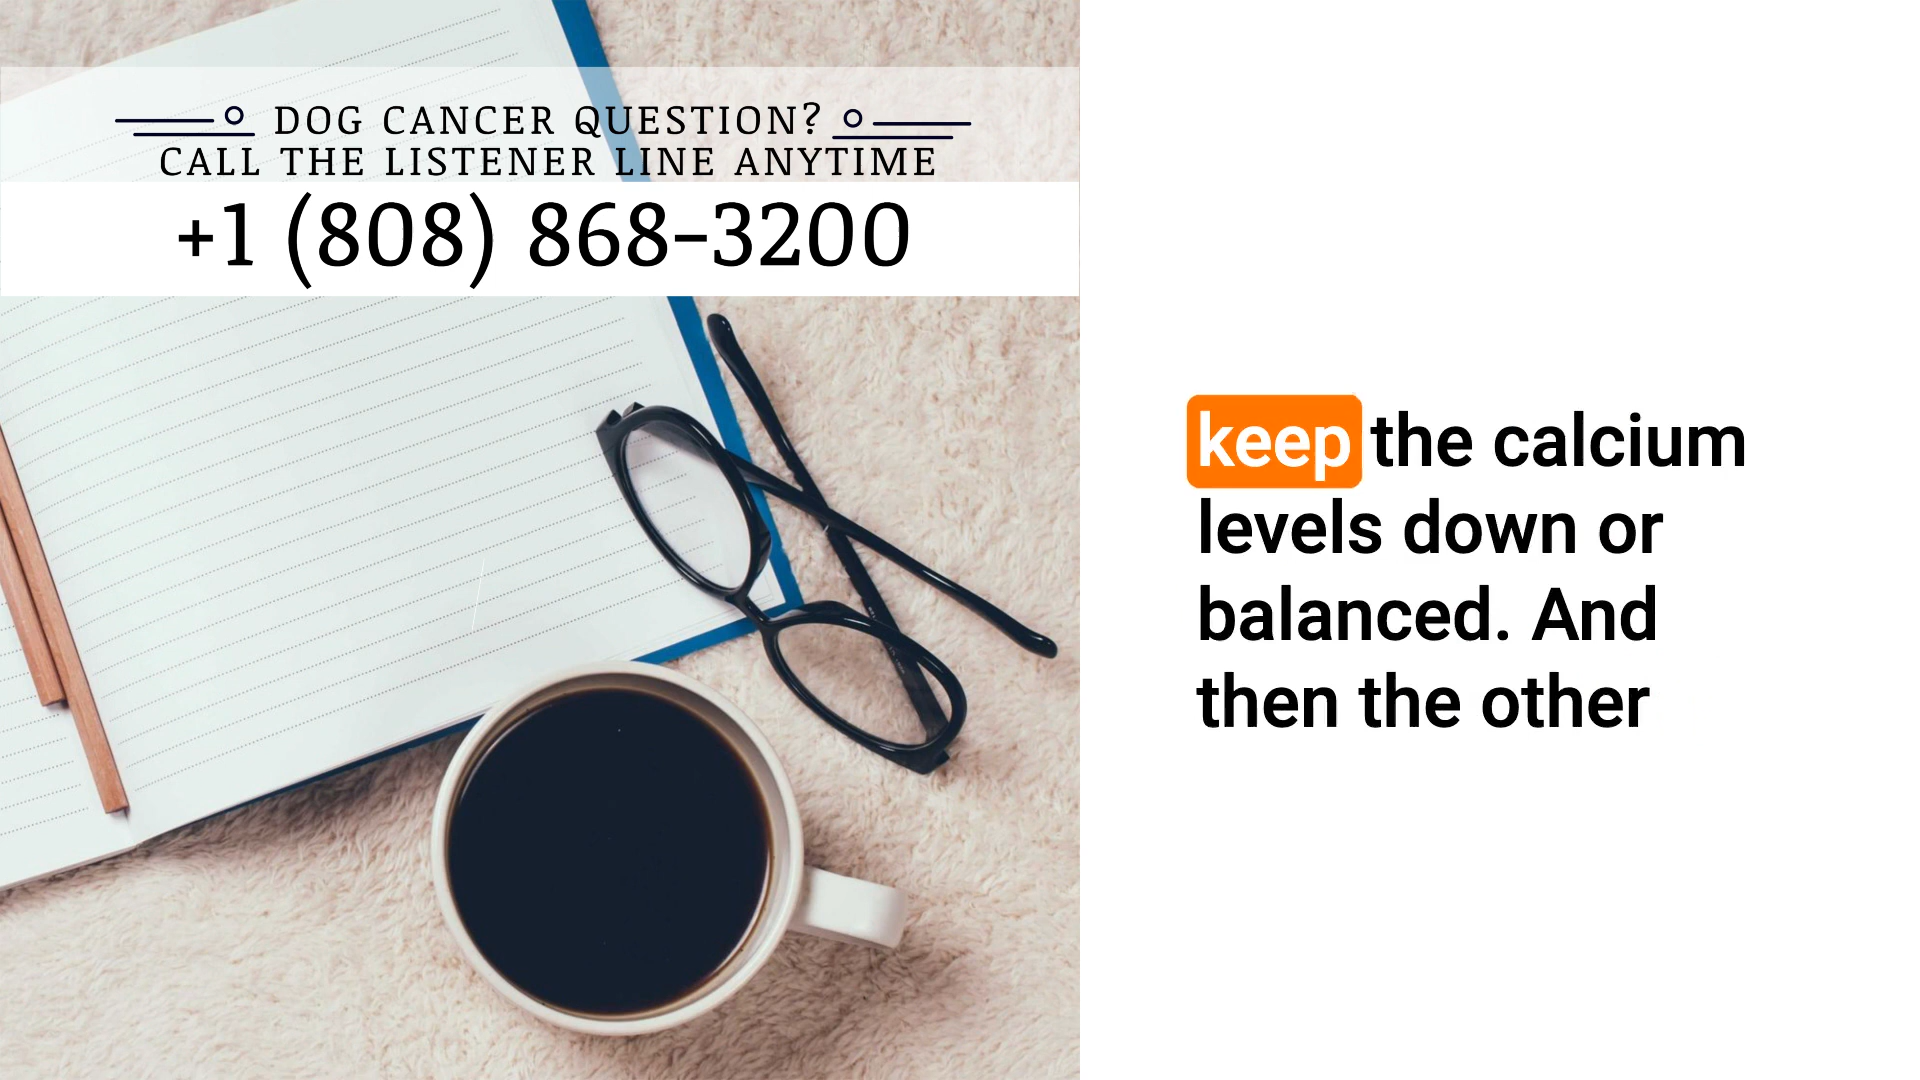 DOG CANCER QUESTION?
CALL THE LISTENER LINE ANYTIME
+1 (808) 868-3200
keep the calcium
levels down or
balanced. And
then the other